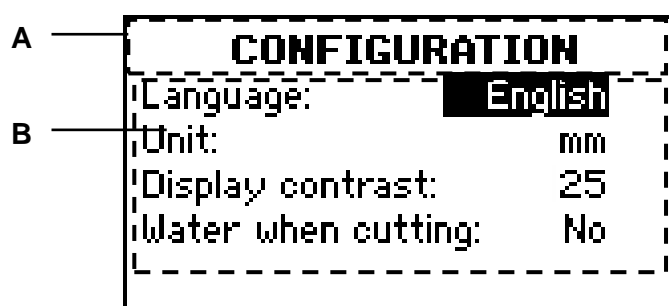 A
CONFIGURATION
Language: English
B
Unit: mm
Display contrast: 25
Water when cutting: No